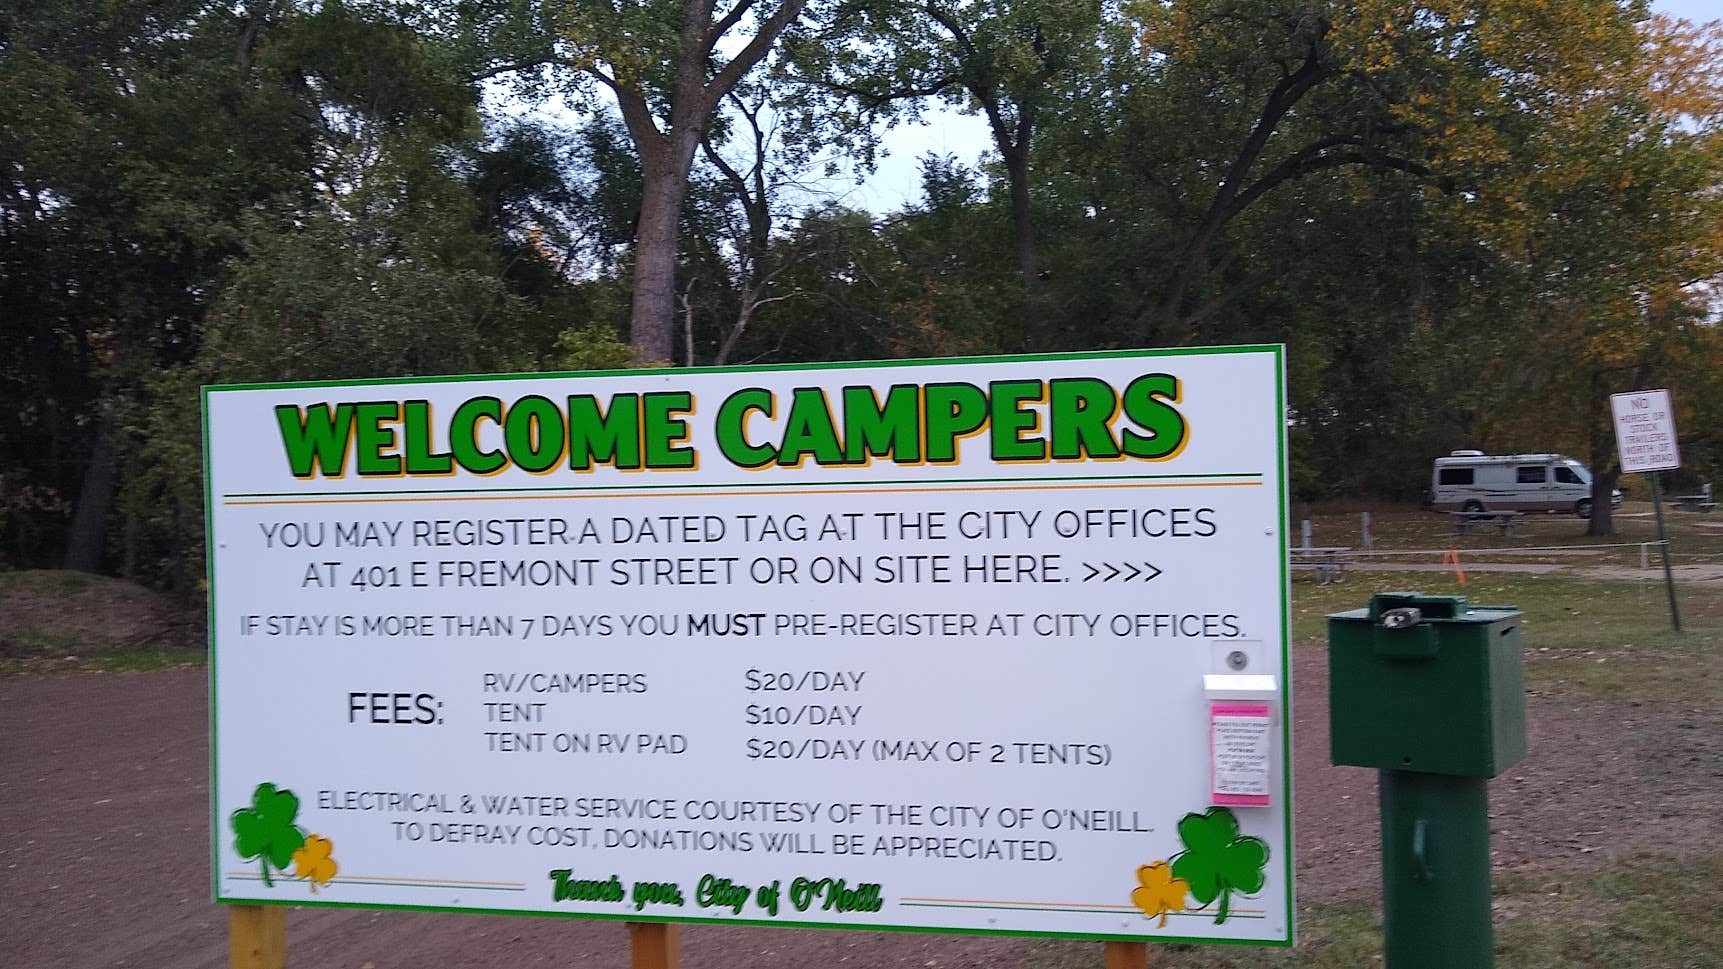 WELCOME CAMPERS
YOU MAY REGISTER A DATED TAG AT THE CITY OFFICES
AT 401 E FREMONT STREET OR ON SITE HERE. >>>>
IF STAY IS MORE THAN 7 DAYS YOU MUST PRE-REGISTER AT CITY OFFICES.
FEES:
RV/CAMPERS $20/DAY
TENT $10/DAY
TENT ON RV PAD $20/DAY (MAX OF 2 TENTS)
ELECTRICAL & WATER SERVICE COURTESY OF THE CITY OF O'NEILL.
TO DEFRAY COST, DONATIONS WILL BE APPRECIATED.
Thank you, City of O'Neill
NO
HORSE OR
STOCK
TRAILERS
NORTH OF
THIS ROAD